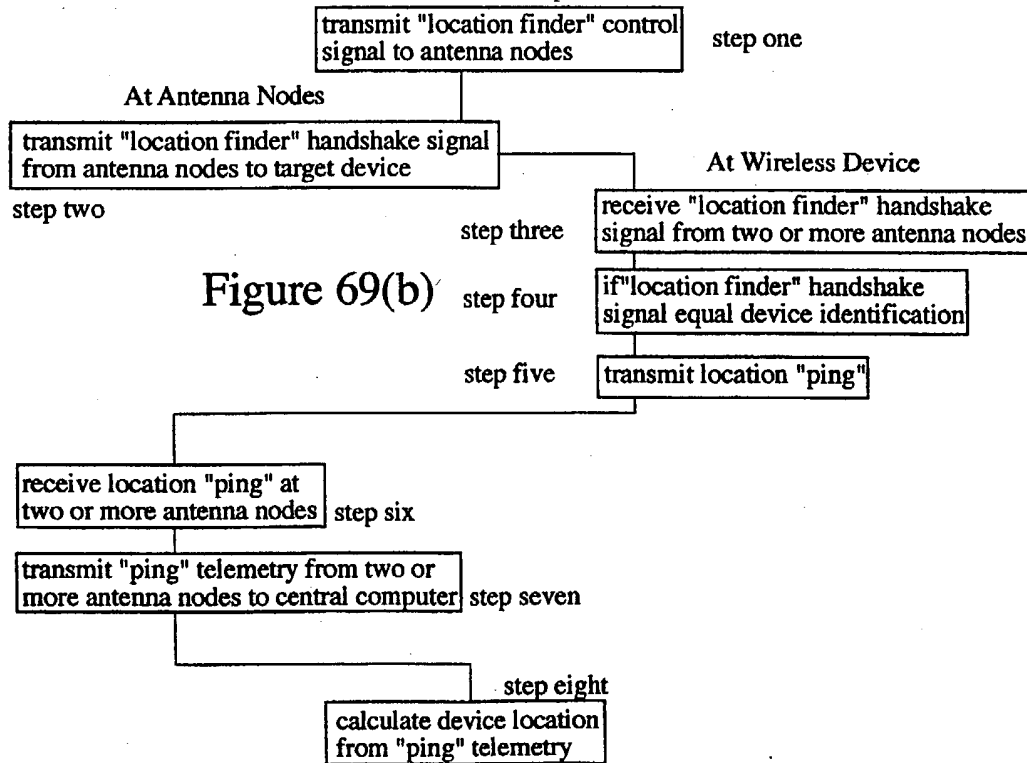 transmit "location finder" control
signal to antenna nodes
step one
At Antenna Nodes
transmit "location finder" handshake signal
from antenna nodes to target device
step two
At Wireless Device
receive "location finder" handshake
signal from two or more antenna nodes
step three
Figure 69(b)
if"location finder" handshake
signal equal device identification
step four
step five
transmit location "ping"
receive location "ping" at
two or more antenna nodes
step six
transmit "ping" telemetry from two or
more antenna nodes to central computer
step seven
step eight
calculate device location
from "ping" telemetry